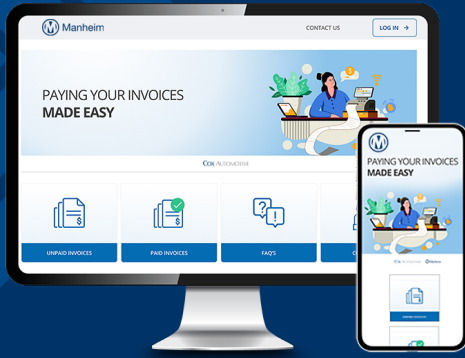 Manheim
CONTACT US
LOG IN
PAYING YOUR INVOICES
MADE EASY
COX AUTOMOTIVE
UNPAID INVOICES
PAID INVOICES
FAQ'S
C
PAYING YOUR INVOICES
MADE EASY